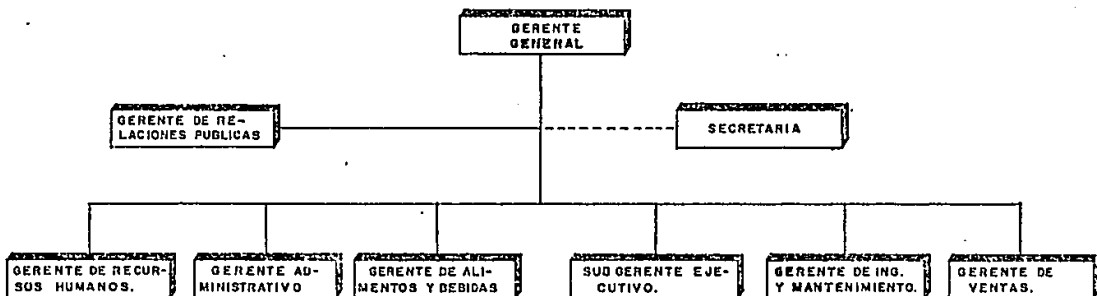 GERENTE
GENERAL
GERENTE DE RE-
LACIONES PUBLICAS
SECRETARIA
GERENTE DE RECUR-
SOS HUMANOS.
GERENTE AD-
MINISTRATIVO
GERENTE DE ALI-
MENTOS Y BEBIDAS
SUB GERENTE EJE-
CUTIVO.
GERENTE DE ING.
Y MANTENIMIENTO.
GERENTE DE
VENTAS.